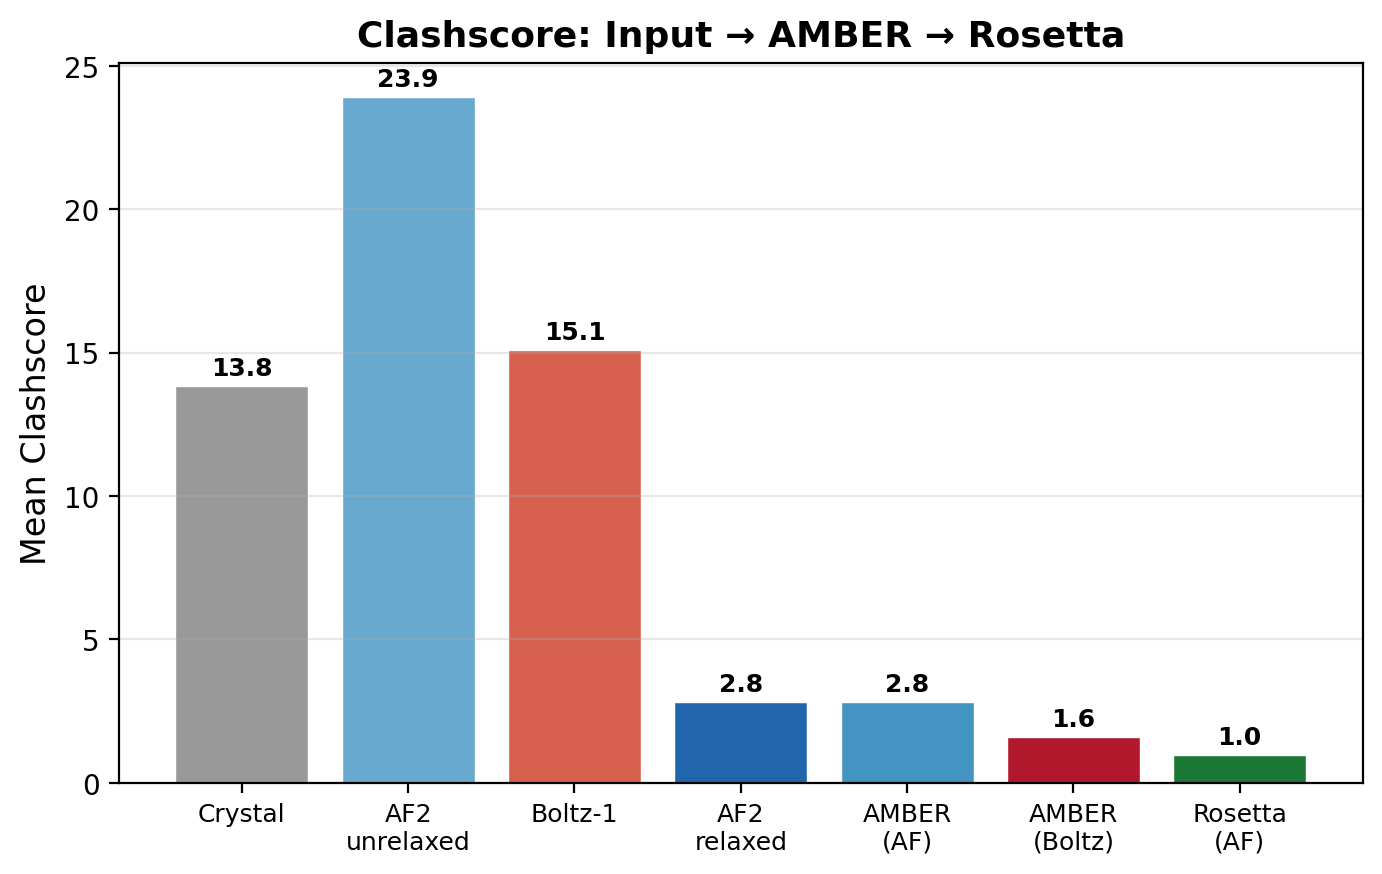 Clashscore: Input → AMBER → Rosetta
Mean Clashscore
25
20
15
10
5
0
13.8
23.9
15.1
2.8
2.8
1.6
1.0
Crystal
AF2
unrelaxed
Boltz-1
AF2
relaxed
AMBER
(AF)
AMBER
(Boltz)
Rosetta
(AF)